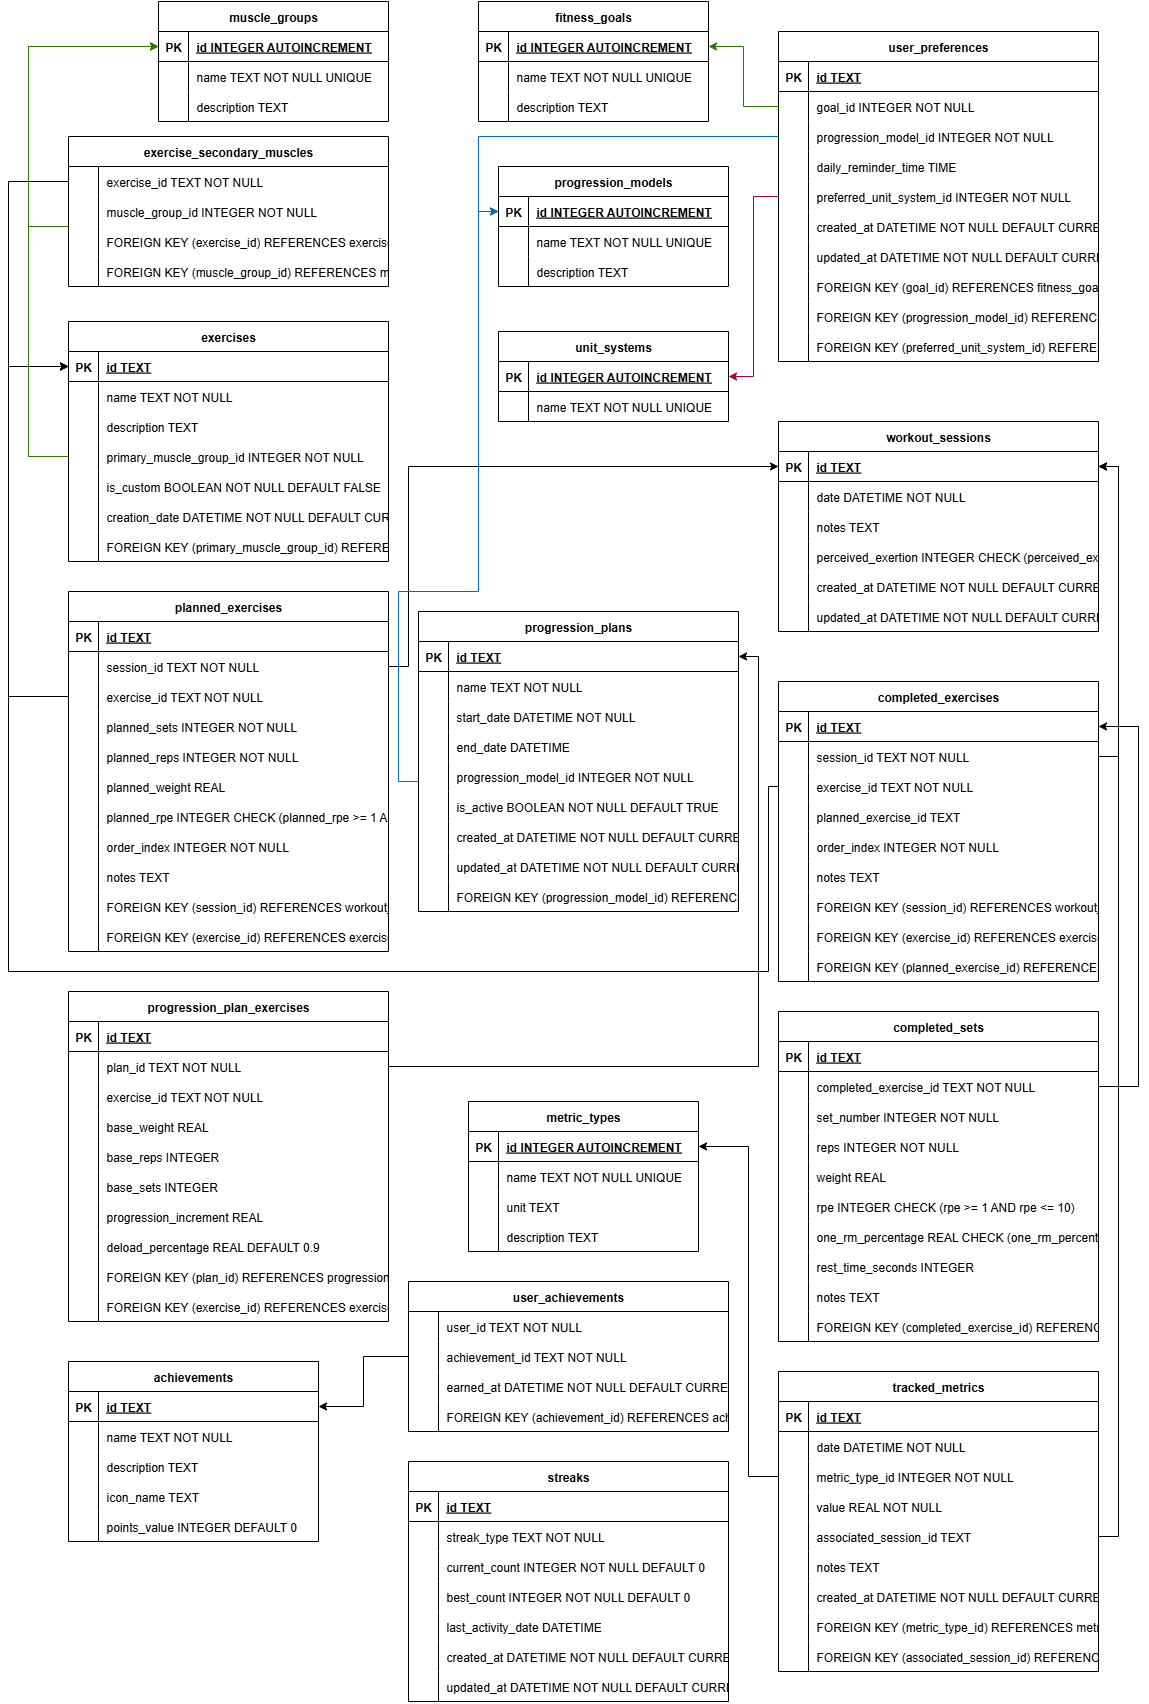 muscle_groups
PK
id INTEGER AUTOINCREMENT
name TEXT NOT NULL UNIQUE
description TEXT
fitness_goals
PK
id INTEGER AUTOINCREMENT
name TEXT NOT NULL UNIQUE
description TEXT
user_preferences
PK
id TEXT
goal_id INTEGER NOT NULL
progression_model_id INTEGER NOT NULL
daily_reminder_time TIME
preferred_unit_system_id INTEGER NOT NULL
created_at DATETIME NOT NULL DEFAULT CURRE
updated_at DATETIME NOT NULL DEFAULT CURR
FOREIGN KEY (goal_id) REFERENCES fitness_goa
FOREIGN KEY (progression_model_id) REFERENC
FOREIGN KEY (preferred_unit_system_id) REFERE
exercise_secondary_muscles
exercise_id TEXT NOT NULL
muscle_group_id INTEGER NOT NULL
FOREIGN KEY (exercise_id) REFERENCES exercis
FOREIGN KEY (muscle_group_id) REFERENCES m
progression_models
PK
id INTEGER AUTOINCREMENT
name TEXT NOT NULL UNIQUE
description TEXT
exercises
PK
id TEXT
name TEXT NOT NULL
description TEXT
primary_muscle_group_id INTEGER NOT NULL
is_custom BOOLEAN NOT NULL DEFAULT FALSE
creation_date DATETIME NOT NULL DEFAULT CUR
FOREIGN KEY (primary_muscle_group_id) REFERE
unit_systems
PK
id INTEGER AUTOINCREMENT
name TEXT NOT NULL UNIQUE
workout_sessions
PK
id TEXT
date DATETIME NOT NULL
notes TEXT
perceived_exertion INTEGER CHECK (perceived_ex
created_at DATETIME NOT NULL DEFAULT CURRE
updated_at DATETIME NOT NULL DEFAULT CURR
planned_exercises
PK
id TEXT
session_id TEXT NOT NULL
exercise_id TEXT NOT NULL
planned_sets INTEGER NOT NULL
planned_reps INTEGER NOT NULL
planned_weight REAL
planned_rpe INTEGER CHECK (planned_rpe >= 1 A
order_index INTEGER NOT NULL
notes TEXT
FOREIGN KEY (session_id) REFERENCES workout_
FOREIGN KEY (exercise_id) REFERENCES exercis
progression_plans
PK
id TEXT
name TEXT NOT NULL
start_date DATETIME NOT NULL
end_date DATETIME
progression_model_id INTEGER NOT NULL
is_active BOOLEAN NOT NULL DEFAULT TRUE
created_at DATETIME NOT NULL DEFAULT CURRE
updated_at DATETIME NOT NULL DEFAULT CURR
FOREIGN KEY (progression_model_id) REFERENC
completed_exercises
PK
id TEXT
session_id TEXT NOT NULL
exercise_id TEXT NOT NULL
planned_exercise_id TEXT
order_index INTEGER NOT NULL
notes TEXT
FOREIGN KEY (session_id) REFERENCES workout_
FOREIGN KEY (exercise_id) REFERENCES exercis
FOREIGN KEY (planned_exercise_id) REFERENCE
progression_plan_exercises
PK
id TEXT
plan_id TEXT NOT NULL
exercise_id TEXT NOT NULL
base_weight REAL
base_reps INTEGER
base_sets INTEGER
progression_increment REAL
deload_percentage REAL DEFAULT 0.9
FOREIGN KEY (plan_id) REFERENCES progression
FOREIGN KEY (exercise_id) REFERENCES exercis
metric_types
PK
id INTEGER AUTOINCREMENT
name TEXT NOT NULL UNIQUE
unit TEXT
description TEXT
completed_sets
PK
id TEXT
completed_exercise_id TEXT NOT NULL
set_number INTEGER NOT NULL
reps INTEGER NOT NULL
weight REAL
rpe INTEGER CHECK (rpe >= 1 AND rpe <= 10)
one_rm_percentage REAL CHECK (one_rm_percent
rest_time_seconds INTEGER
notes TEXT
FOREIGN KEY (completed_exercise_id) REFERENC
user_achievements
user_id TEXT NOT NULL
achievement_id TEXT NOT NULL
earned_at DATETIME NOT NULL DEFAULT CURRE
FOREIGN KEY (achievement_id) REFERENCES ach
achievements
PK
id TEXT
name TEXT NOT NULL
description TEXT
icon_name TEXT
points_value INTEGER DEFAULT 0
streaks
PK
id TEXT
streak_type TEXT NOT NULL
current_count INTEGER NOT NULL DEFAULT 0
best_count INTEGER NOT NULL DEFAULT 0
last_activity_date DATETIME
created_at DATETIME NOT NULL DEFAULT CURRE
updated_at DATETIME NOT NULL DEFAULT CURR
tracked_metrics
PK
id TEXT
date DATETIME NOT NULL
metric_type_id INTEGER NOT NULL
value REAL NOT NULL
associated_session_id TEXT
notes TEXT
created_at DATETIME NOT NULL DEFAULT CURRE
FOREIGN KEY (metric_type_id) REFERENCES met
FOREIGN KEY (associated_session_id) REFERENC